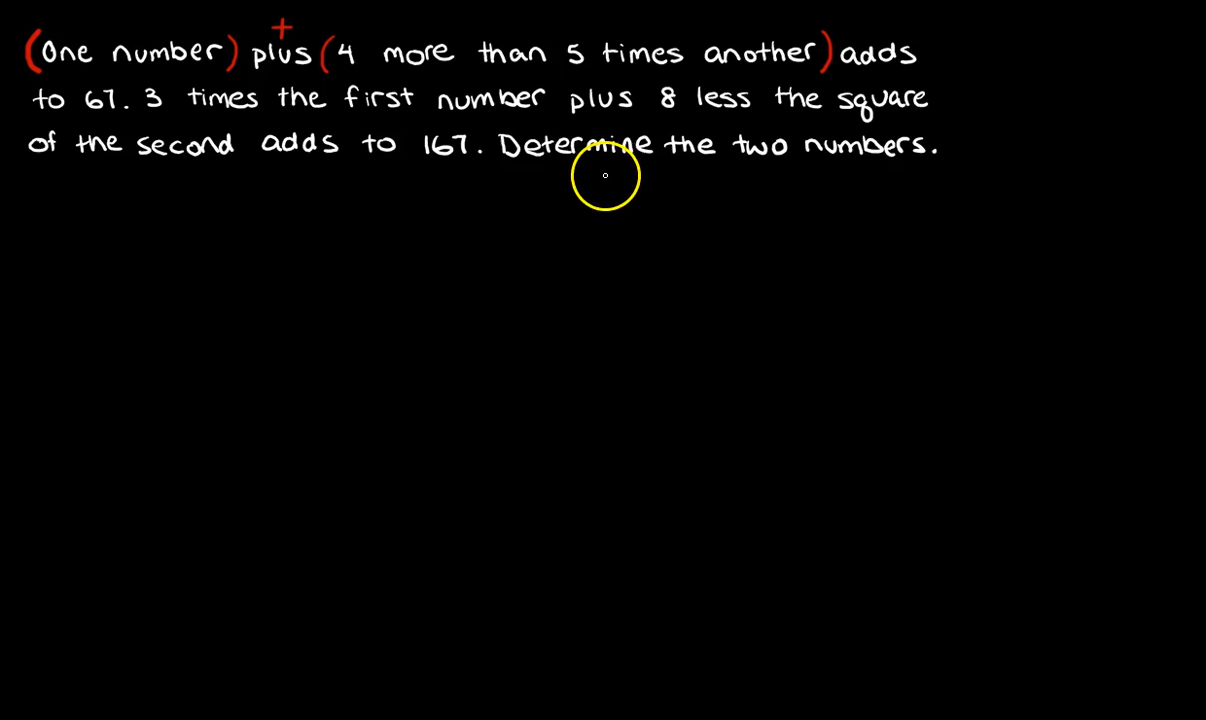 (One number) plus + (4 more than 5 times another) adds
to 67. 3 times the first number plus 8 less the square
of the second adds to 167. Determine the two numbers.